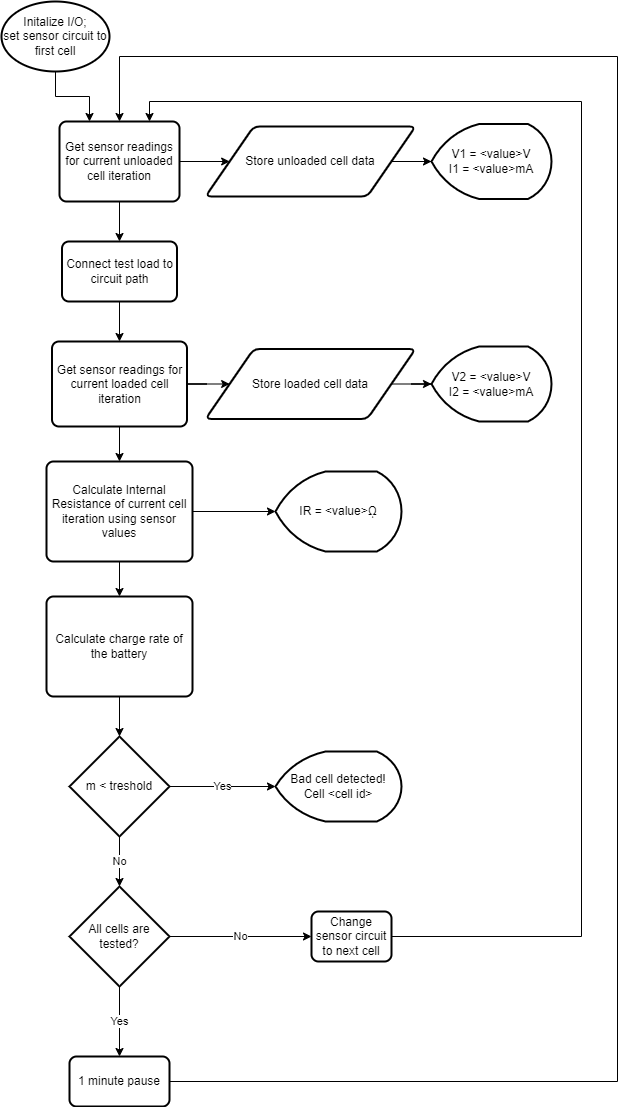 Initalize I/O;
set sensor circuit to
first cell
Get sensor readings
for current unloaded
cell iteration
Store unloaded cell data
V1 = <value>V
I1 = <value>mA
Connect test load to
circuit path
Get sensor readings for
current loaded cell
iteration
Store loaded cell data
V2 = <value>V
I2 = <value>mA
Calculate Internal
Resistance of current cell
iteration using sensor
values
IR = <value>Ω
Calculate charge rate of
the battery
m < treshold
Yes
Bad cell detected!
Cell <cell id>
No
All cells are
tested?
No
Change
sensor circuit
to next cell
Yes
1 minute pause